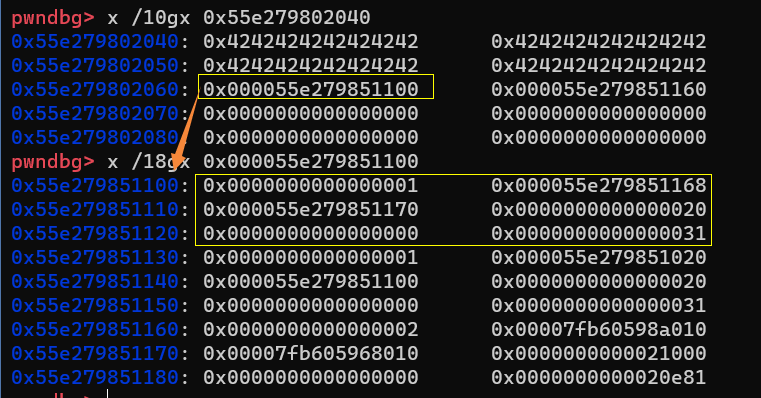 pwndbg> x /10gx 0x55e279802040
0x55e279802040: 0x4242424242424242 0x4242424242424242
0x55e279802050: 0x4242424242424242 0x4242424242424242
0x55e279802060: 0x000055e279851100 0x000055e279851160
0x55e279802070: 0x0000000000000000 0x0000000000000000
0x55e279802080: 0x0000000000000000 0x0000000000000000
pwndbg> x /18gx 0x000055e279851100
0x55e279851100: 0x0000000000000001 0x000055e279851168
0x55e279851110: 0x000055e279851170 0x0000000000000020
0x55e279851120: 0x0000000000000000 0x0000000000000031
0x55e279851130: 0x0000000000000001 0x000055e279851020
0x55e279851140: 0x000055e279851100 0x0000000000000020
0x55e279851150: 0x0000000000000000 0x0000000000000031
0x55e279851160: 0x0000000000000002 0x00007fb60598a010
0x55e279851170: 0x00007fb605968010 0x0000000000021000
0x55e279851180: 0x0000000000000000 0x0000000000020e81